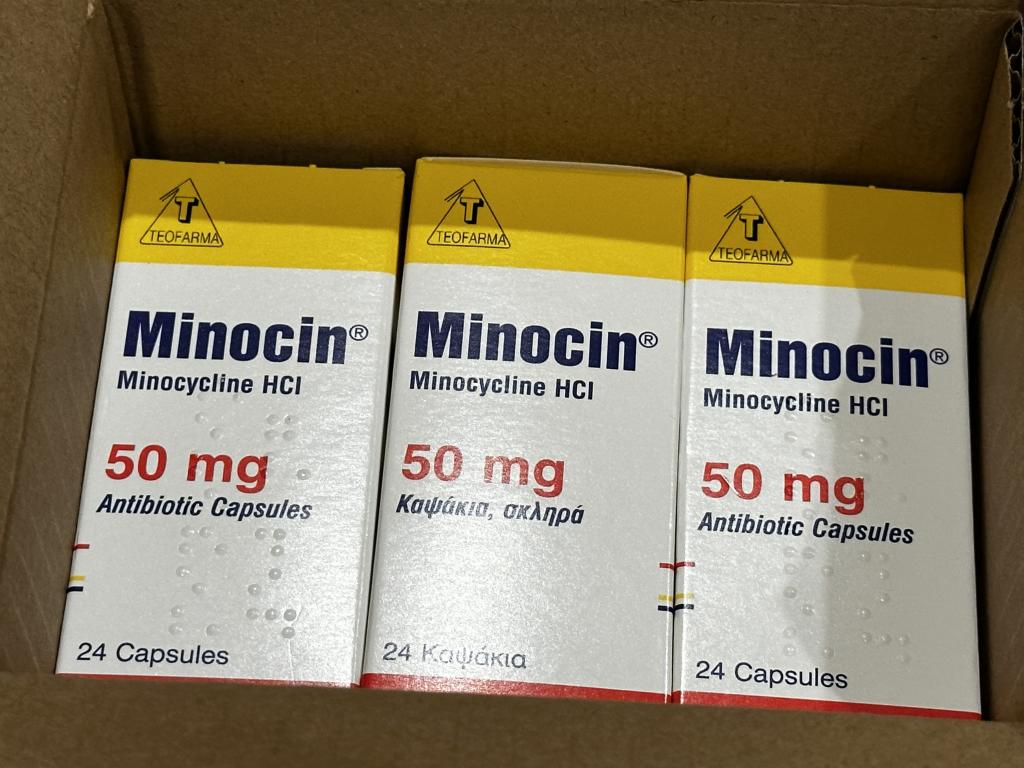 T
TEOFARMA
Minocin®
Minocycline HCl
50 mg
Antibiotic Capsules
24 Capsules
T
TEOFARMA
Minocin®
Minocycline HCl
50 mg
Καψάκια, σκληρά
24 Καψάκια
T
TEOFARMA
Minocin®
Minocycline HCl
50 mg
Antibiotic Capsules
24 Capsules